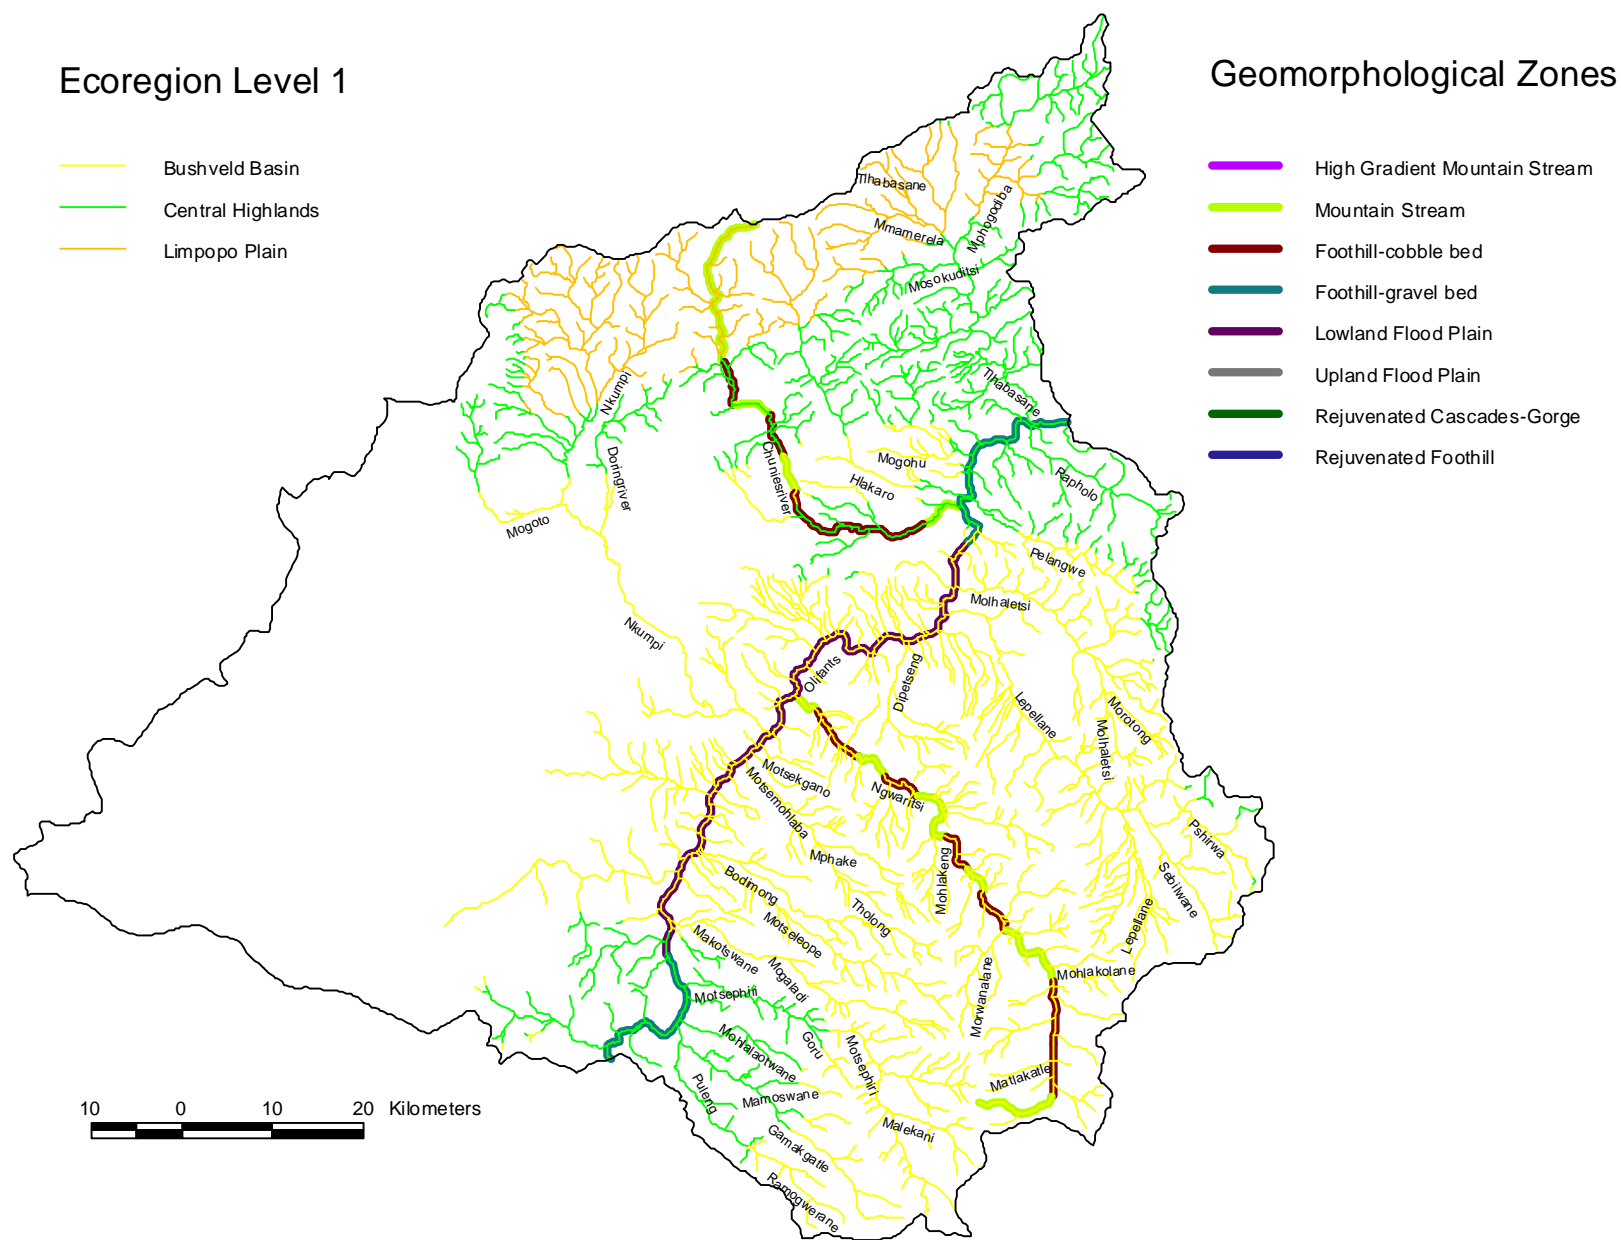 Ecoregion Level 1
Bushveld Basin
Central Highlands
Limpopo Plain
Geomorphological Zones
High Gradient Mountain Stream
Mountain Stream
Foothill-cobble bed
Foothill-gravel bed
Lowland Flood Plain
Upland Flood Plain
Rejuvenated Cascades-Gorge
Rejuvenated Foothill
Tlhabasane
Mphogodiba
Mmamerela
Mosokuditsi
Nkumpi
Tlhabasane
Doringriver
Chuniesriver
Mogohu
Hlakaro
Rapholo
Mogoto
Pelangwe
Molhaletsi
Nkumpi
Olifants
Dipetseng
Lepellane
Morotong
Molhaletsi
Motsekgano
Motsemohlaba
Ngwaritsi
Pshirwa
Mphake
Mohlakeng
Sebilwane
Bodimong
Tholong
Motseleope
Lepellane
Makotswane
Mogaladi
Mohlakolane
Morwanalane
Motsephiri
Goru
Mohlalaotwane
Motsephiri
Matlakatle
Puleng
Mamoswane
Malekani
Gamakgatle
Ramogwerane
10 0 10 20 Kilometers